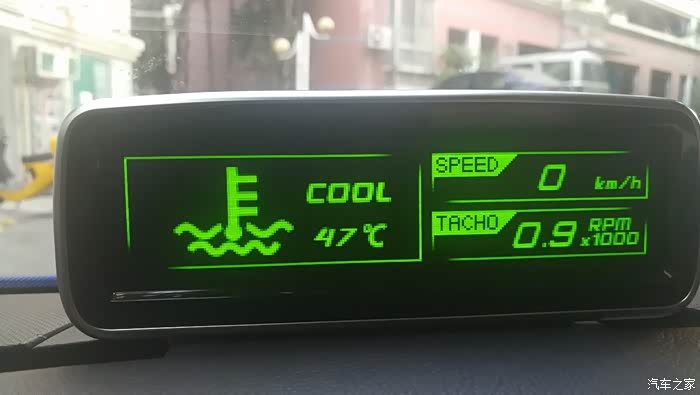 COOL
47℃
SPEED 0 km/h
TACHO 0.9 RPM x1000
汽车之家